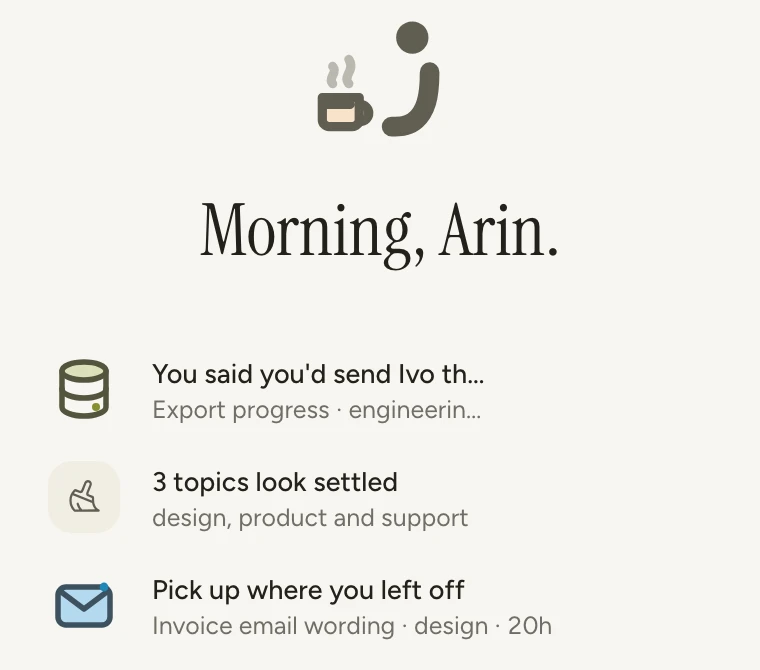 Morning, Arin.
You said you'd send Ivo th...
Export progress · engineerin...
3 topics look settled
design, product and support
Pick up where you left off
Invoice email wording · design · 20h